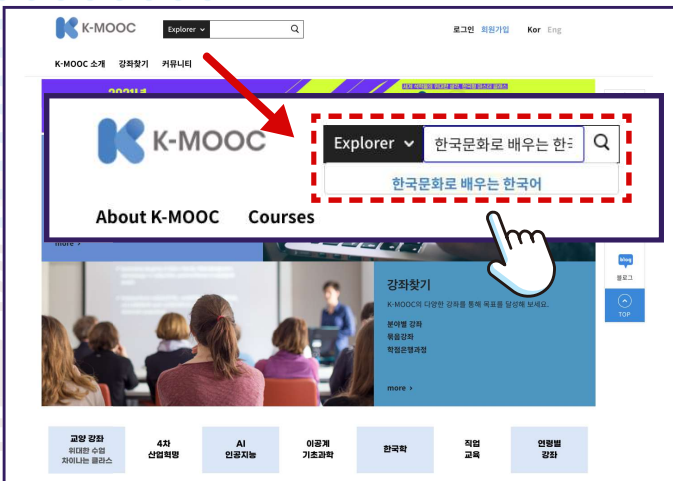 K-MOOC
Explorer
로그인 회원가입 Kor Eng
K-MOOC 소개 강좌찾기 커뮤니티
2021년
K-MOOC
Explorer 한국문화로 배우는 한
한국문화로 배우는 한국어
About K-MOOC Courses
more >
강좌찾기
K-MOOC의 다양한 강좌를 통해 목표를 달성해 보세요.
분야별 강좌
묶음강좌
학점은행과정
more >
blog
블로그
TOP
교양 강좌
위대한 수업
차이나는 클라스
4차
산업혁명
AI
인공지능
이공계
기초과학
한국학
직업
교육
연령별
강좌